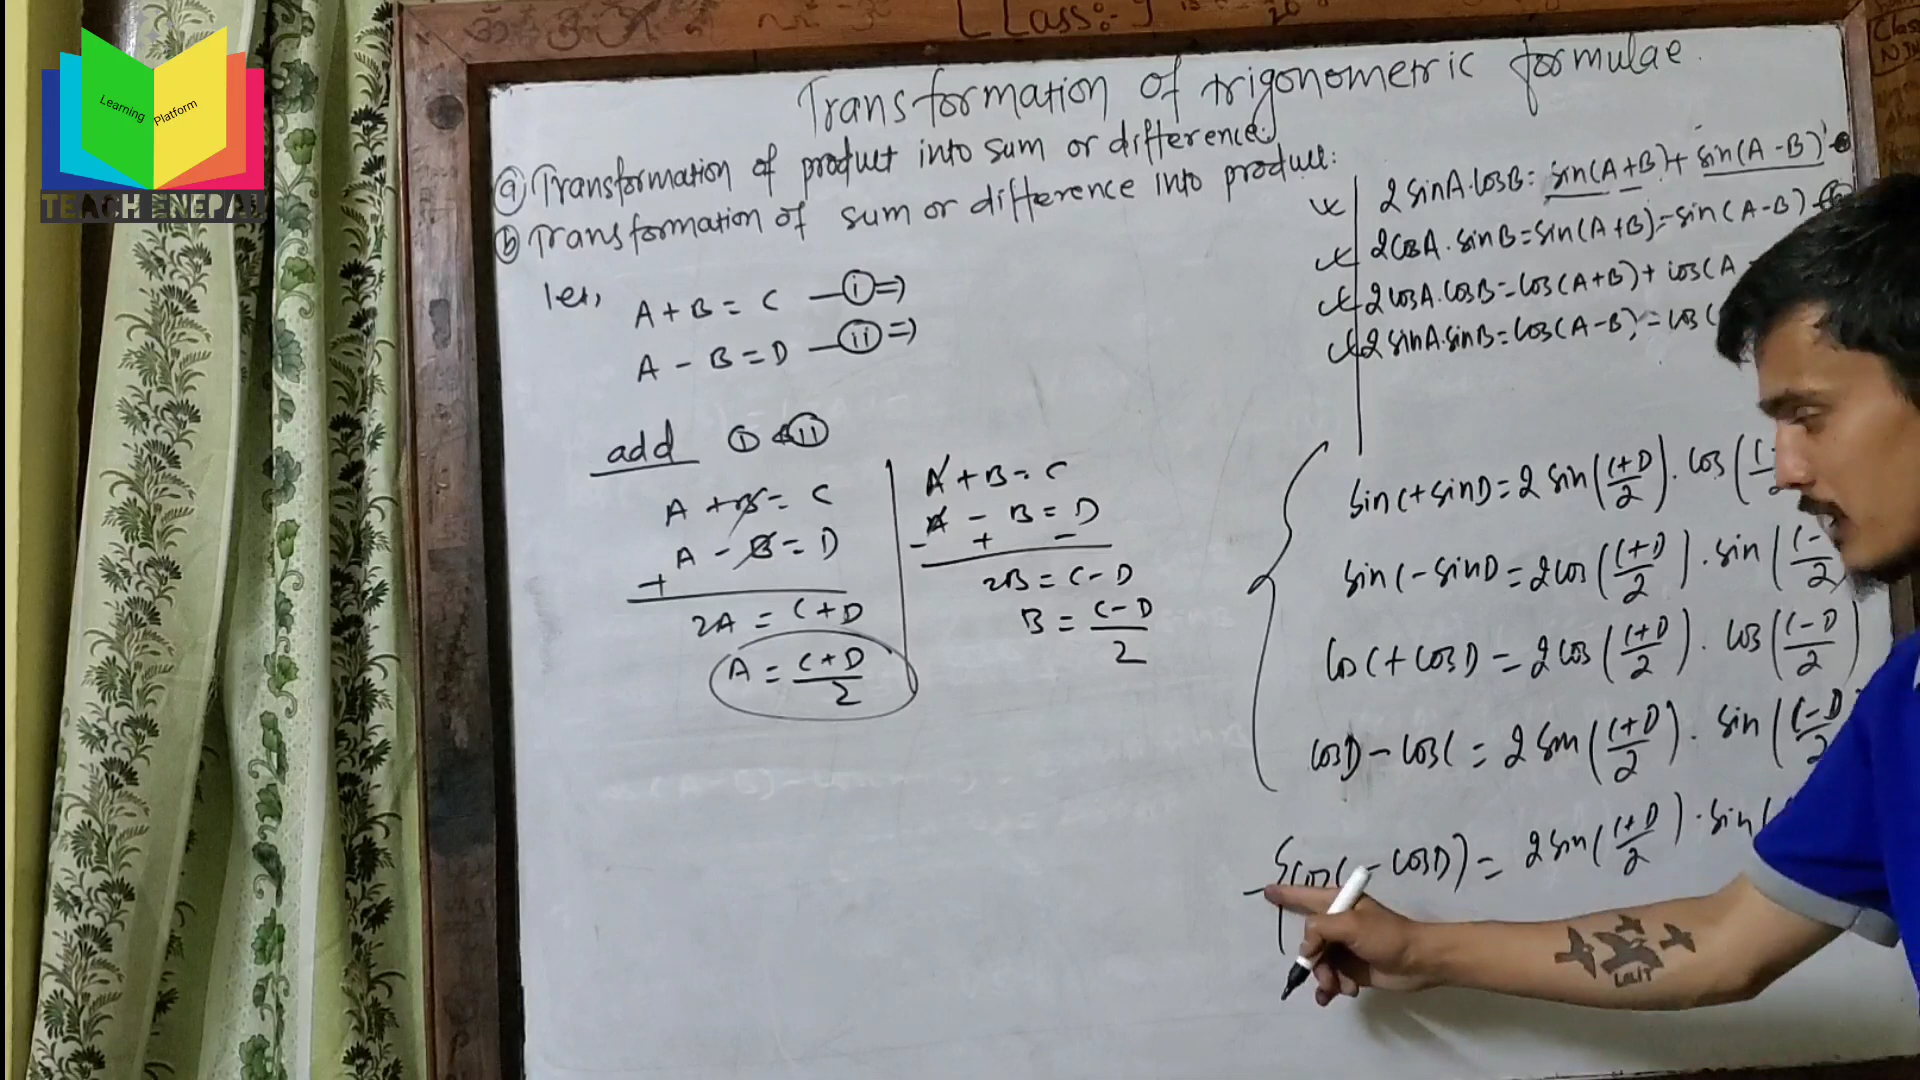 Learning Platform
TEACH ENEPAL
[Class:-]
Transformation of trigonometric formulae.
ⓐ Transformation of product into sum or difference.
ⓑ Transformation of sum or difference into product:
let,
A + B = C — ⓘ ⇒
A - B = D — ⓘⓘ ⇒
add ⓘ & ⓘⓘ
A + B = C
A - B = D
+
2A = C + D
A = C+D/2
A + B = C
A - B = D
- + -
2B = C - D
B = C-D/2
2 sinA.cosB = sin(A+B) + sin(A-B)
2cosA.sinB = sin(A+B) - sin(A-B)
2cosA.cosB = cos(A+B) + cos(A
2 sinA.sinB = cos(A-B) - cos(
sinC + sinD = 2 sin(C+D/2). cos(
sinC - sinD = 2cos(C+D/2). sin(C-/2
cosC + cosD = 2cos(C+D/2). cos(C-D/2)
cosD - cosC = 2 sin(C+D/2). sin(C-D/2
-{cosC - cosD) = 2 sin(C+D/2). sin(
LALIT